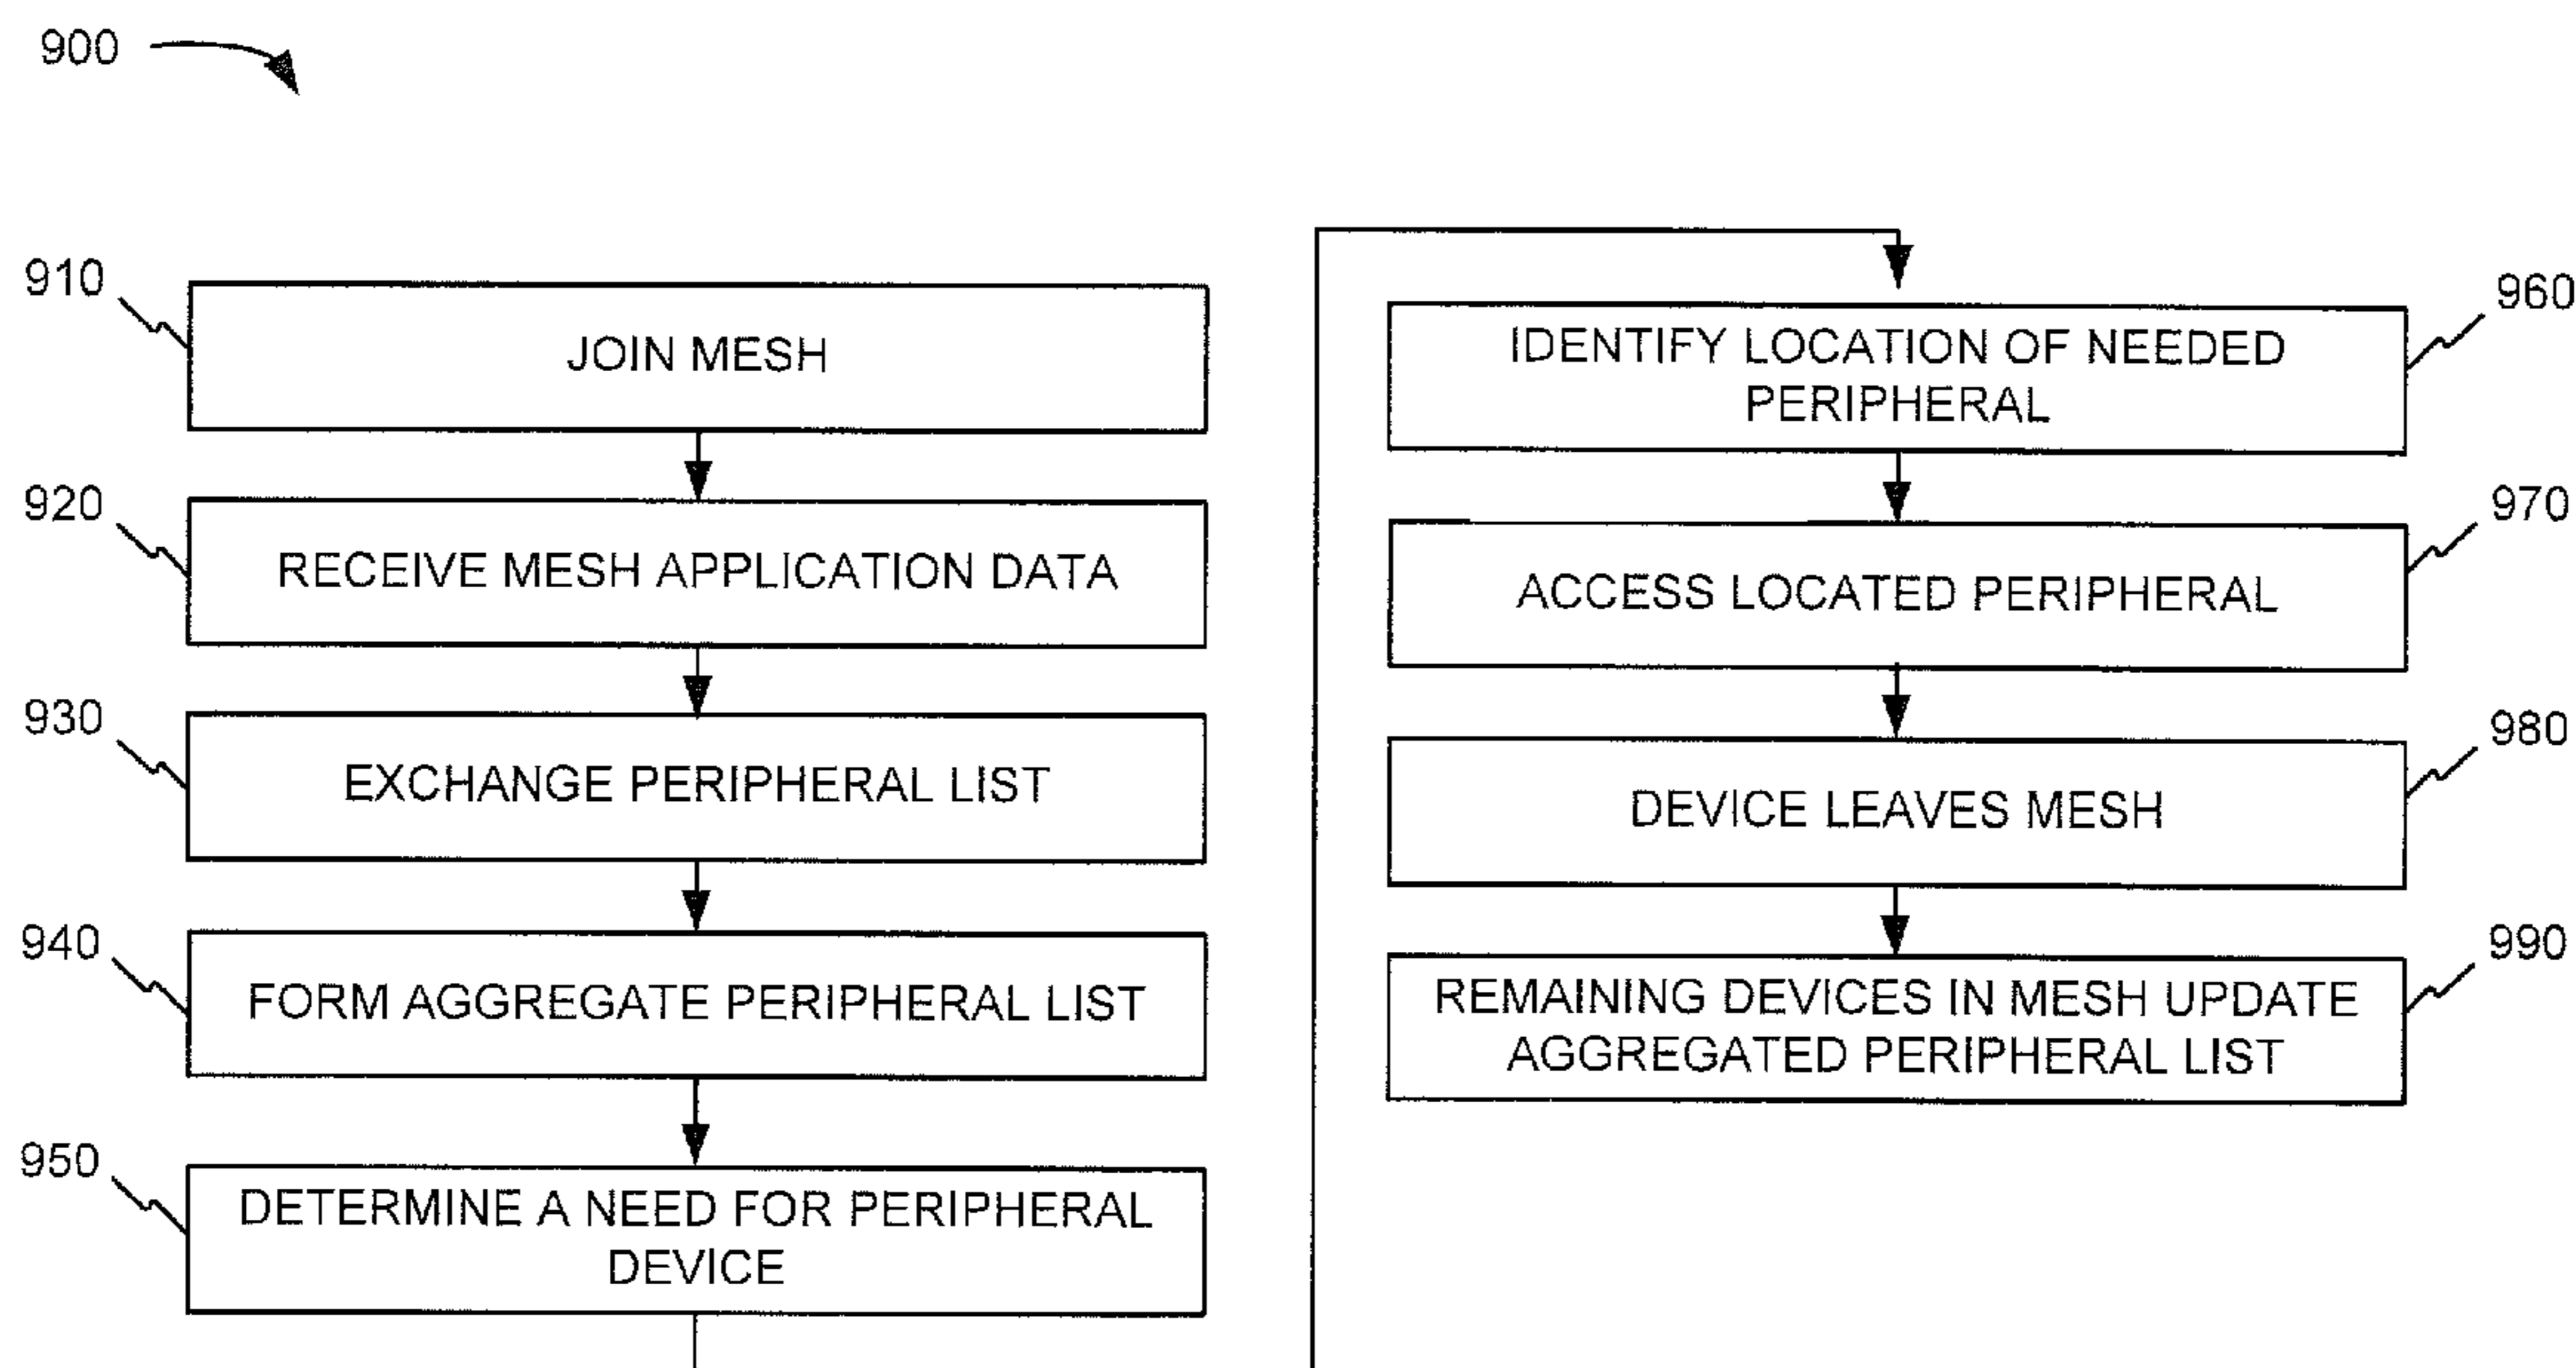 900
910
JOIN MESH
920
RECEIVE MESH APPLICATION DATA
930
EXCHANGE PERIPHERAL LIST
940
FORM AGGREGATE PERIPHERAL LIST
950
DETERMINE A NEED FOR PERIPHERAL
DEVICE
960
IDENTIFY LOCATION OF NEEDED
PERIPHERAL
970
ACCESS LOCATED PERIPHERAL
980
DEVICE LEAVES MESH
990
REMAINING DEVICES IN MESH UPDATE
AGGREGATED PERIPHERAL LIST